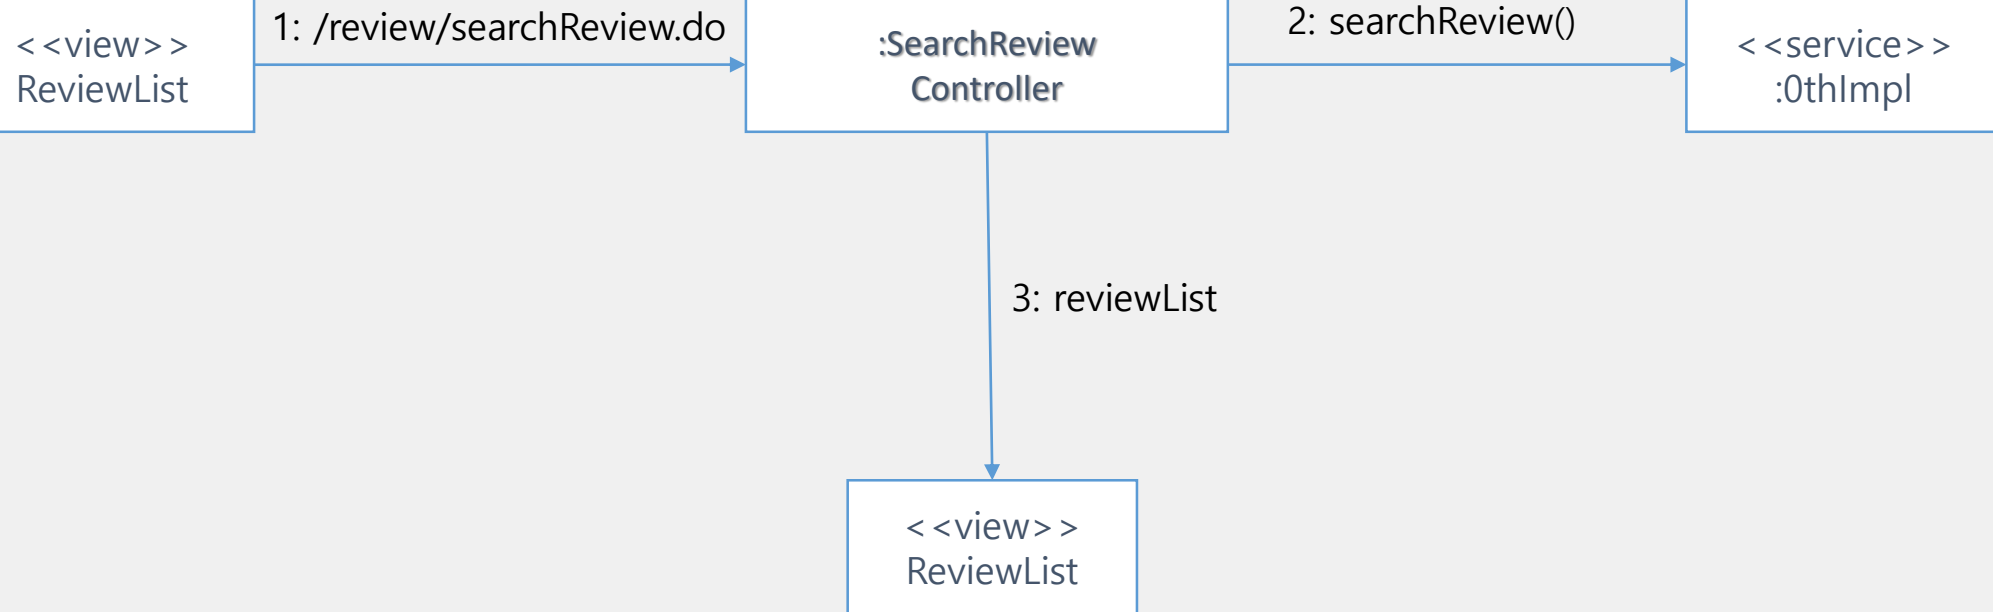 1: /review/searchReview.do
2: searchReview()
<<view>>
ReviewList
:SearchReview
Controller
<<service>>
:0thImpl
3: reviewList
<<view>>
ReviewList